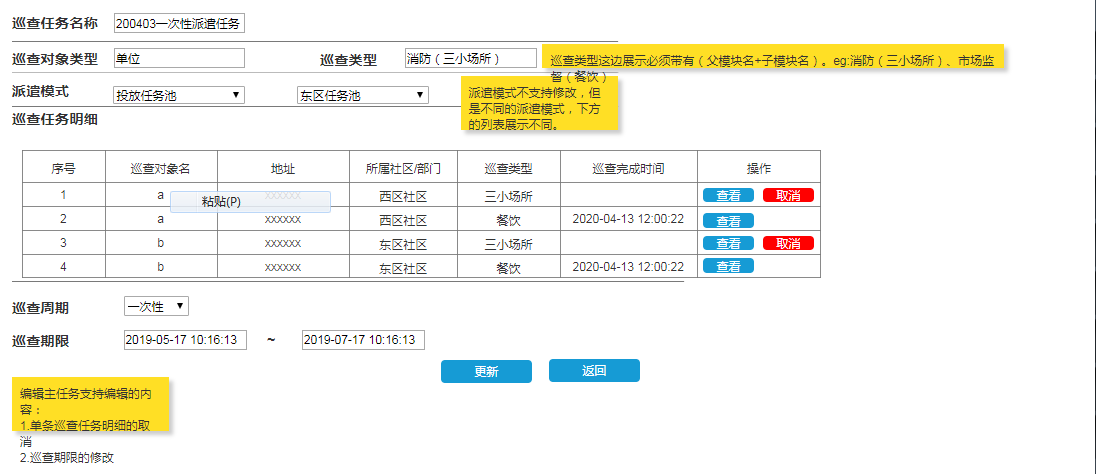 巡查任务名称 200403一次性派遣任务
巡查对象类型 单位 巡查类型 消防（三小场所）
巡查类型这边展示必须带有（父模块名+子模块名）。eg:消防（三小场所）、市场监
督（餐饮）
派遣模式 投放任务池 ▼ 东区任务池 ▼
派遣模式不支持修改，但
是不同的派遣模式，下方
的列表展示不同。
巡查任务明细
序号 巡查对象名 地址 所属社区/部门 巡查类型 巡查完成时间 操作
1 a xxxxxx 西区社区 三小场所 查看 取消
粘贴(P)
2 a xxxxxx 西区社区 餐饮 2020-04-13 12:00:22 查看
3 b xxxxxx 东区社区 三小场所 查看 取消
4 b xxxxxx 东区社区 餐饮 2020-04-13 12:00:22 查看
巡查周期 一次性 ▼
巡查期限 2019-05-17 10:16:13 ~ 2019-07-17 10:16:13
更新 返回
编辑主任务支持编辑的内
容：
1.单条巡查任务明细的取
消
2.巡查期限的修改